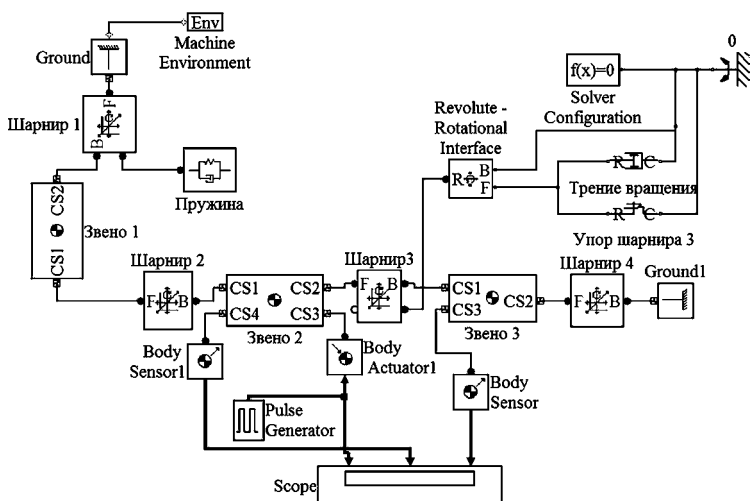 Env
Machine
Environment
Ground
0
f(x)=0
Solver
Configuration
Шарнир 1
F
B
Revolute -
Rotational
Interface
R
B
F
R
C
Трение вращения
R
C
Упор шарнира 3
Пружина
CS2
CS1
Звено 1
Шарнир 2
F
B
CS1
CS2
CS4
CS3
Звено 2
Шарнир3
F
B
CS1
CS3
CS2
Звено 3
Шарнир 4
F
B
Ground1
Body
Sensor1
Body
Actuator1
Body
Sensor
Pulse
Generator
Scope